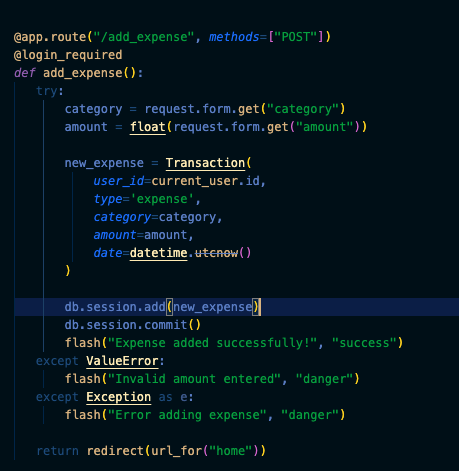 @app.route("/add_expense", methods=["POST"])
@login_required
def add_expense():
    try:
        category = request.form.get("category")
        amount = float(request.form.get("amount"))

        new_expense = Transaction(
            user_id=current_user.id,
            type='expense',
            category=category,
            amount=amount,
            date=datetime.utcnow()
        )

        db.session.add(new_expense)
        db.session.commit()
        flash("Expense added successfully!", "success")
    except ValueError:
        flash("Invalid amount entered", "danger")
    except Exception as e:
        flash("Error adding expense", "danger")

    return redirect(url_for("home"))